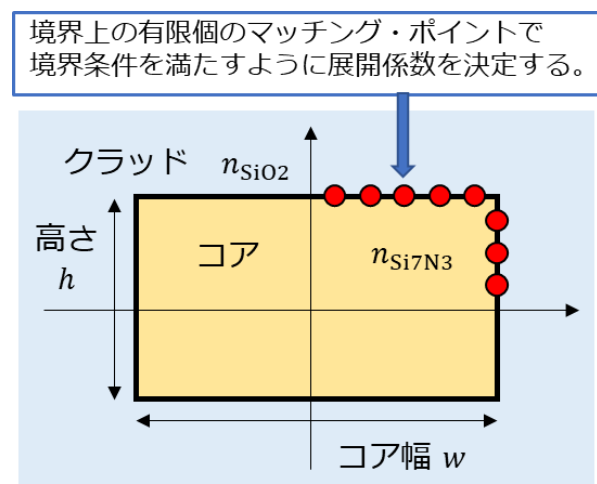 境界上の有限個のマッチング・ポイントで
境界条件を満たすように展開係数を決定する。
クラッド n_SiO2
高さ
h
コア
n_Si7N3
コア幅 w